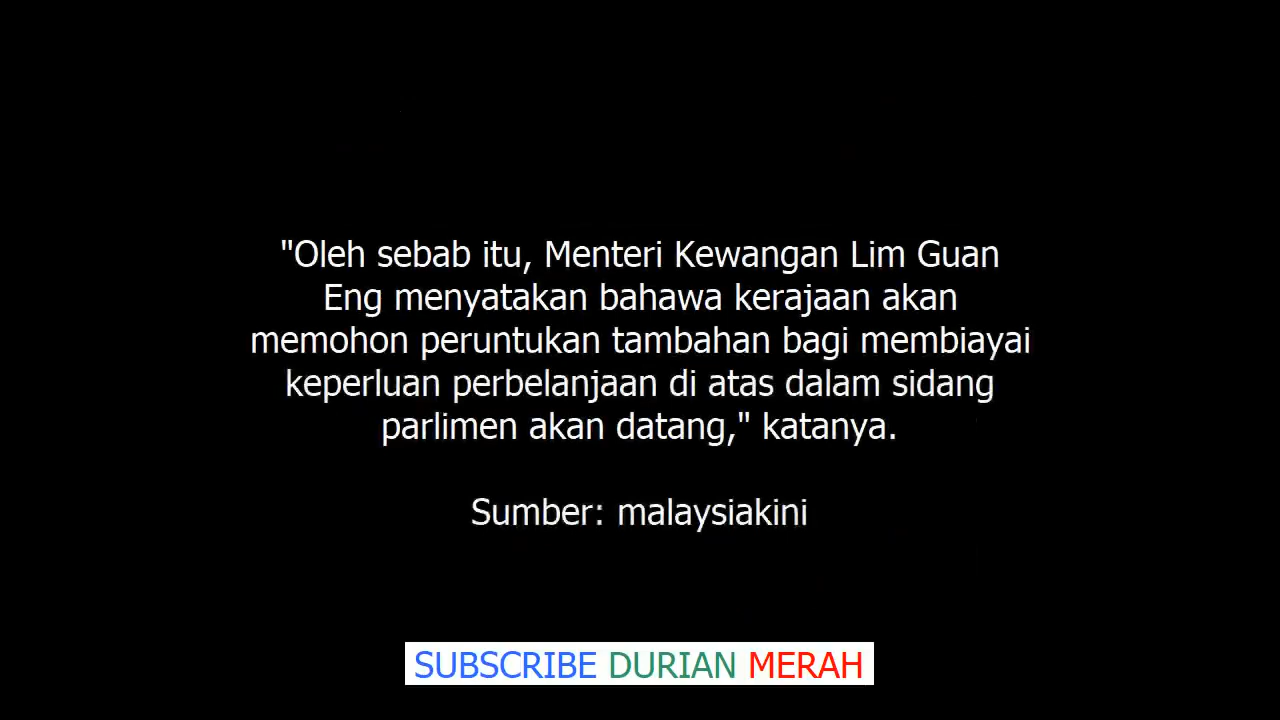 "Oleh sebab itu, Menteri Kewangan Lim Guan
Eng menyatakan bahawa kerajaan akan
memohon peruntukan tambahan bagi membiayai
keperluan perbelanjaan di atas dalam sidang
parlimen akan datang," katanya.
Sumber: malaysiakini
SUBSCRIBE DURIAN MERAH